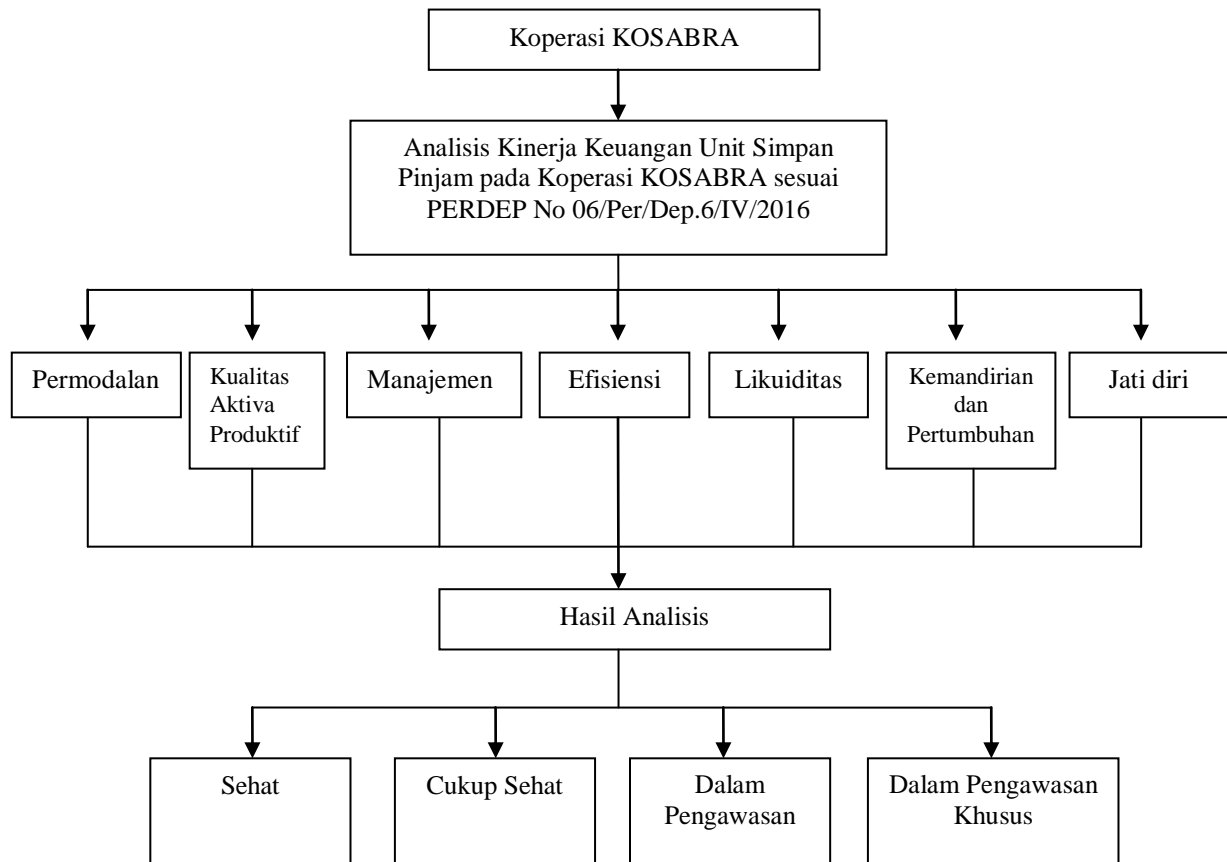 Koperasi KOSABRA
Analisis Kinerja Keuangan Unit Simpan
Pinjam pada Koperasi KOSABRA sesuai
PERDEP No 06/Per/Dep.6/IV/2016
Permodalan
Kualitas
Aktiva
Produktif
Manajemen
Efisiensi
Likuiditas
Kemandirian
dan
Pertumbuhan
Jati diri
Hasil Analisis
Sehat
Cukup Sehat
Dalam
Pengawasan
Dalam Pengawasan
Khusus